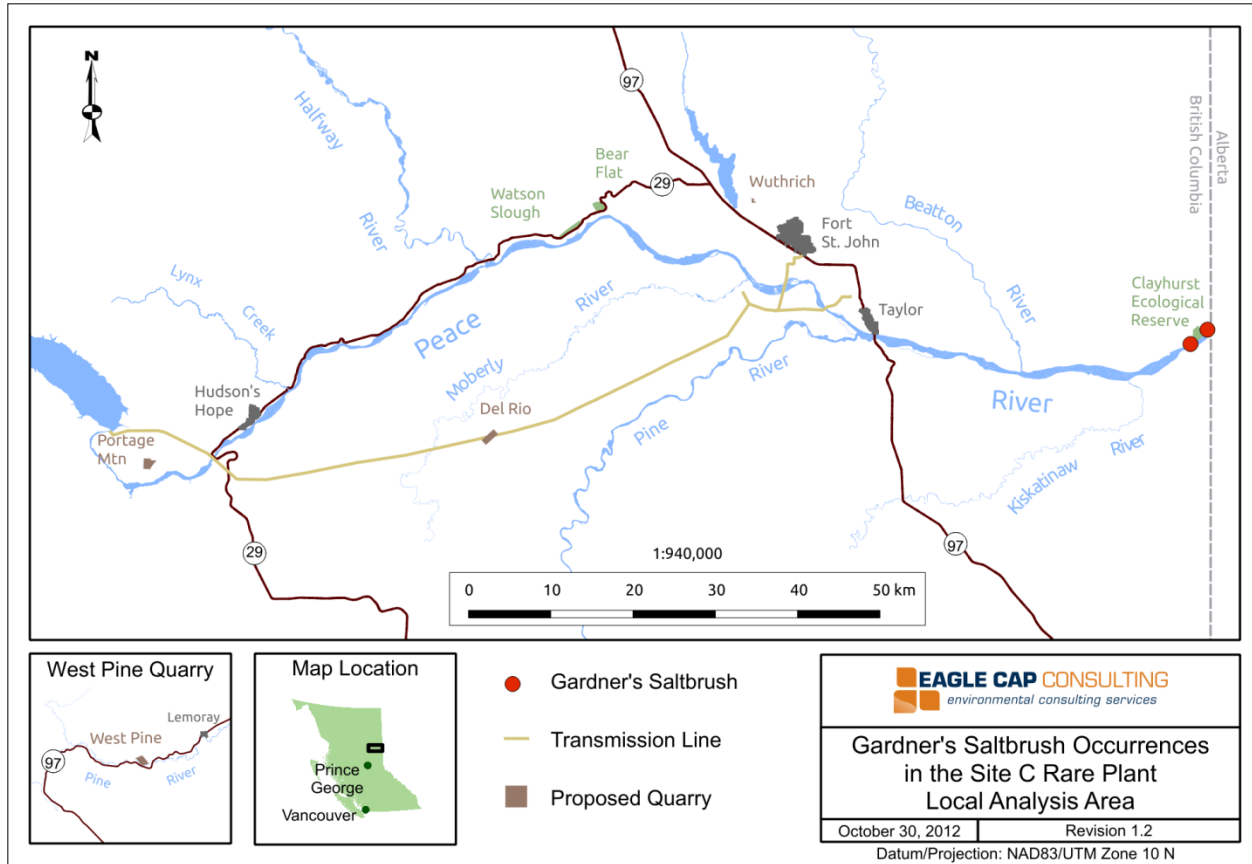 N
97
Halfway
River
Bear
Flat
29
Wuthrich
Watson
Slough
Fort
St. John
Beatton
River
British Columbia
Alberta
Lynx
Creek
Peace
Moberly
River
Taylor
Clayhurst
Ecological
Reserve
Hudson's
Hope
Del Rio
Pine
River
River
Portage
Mtn
Kiskatinaw
River
29
97
1:940,000
0 10 20 30 40 50 km
West Pine Quarry
Lemoray
West Pine
97
Pine
River
Map Location
Prince
George
Vancouver
Gardner's Saltbrush
Transmission Line
Proposed Quarry
EAGLE CAP CONSULTING
environmental consulting services
Gardner's Saltbrush Occurrences
in the Site C Rare Plant
Local Analysis Area
October 30, 2012 Revision 1.2
Datum/Projection: NAD83/UTM Zone 10 N